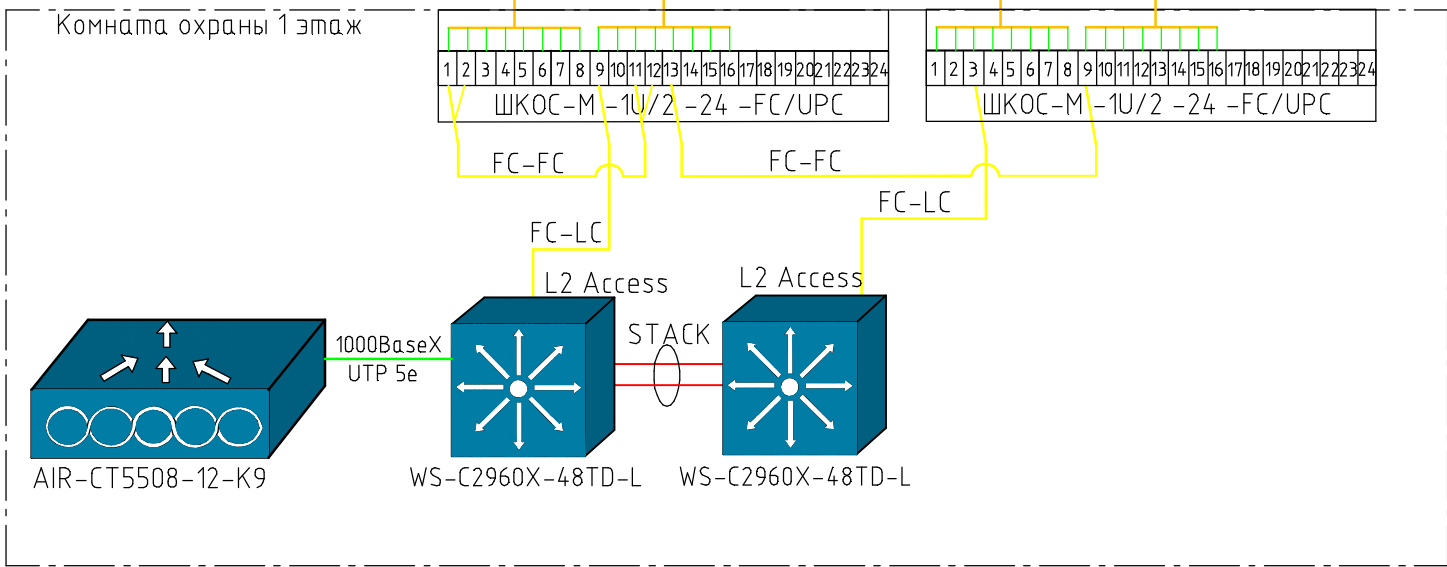 Комната охраны 1 этаж
1 2 3 4 5 6 7 8 9 10 11 12 13 14 15 16 17 18 19 20 21 22 23 24
ШКОС-М -1U/2 -24 -FC/UPC
1 2 3 4 5 6 7 8 9 10 11 12 13 14 15 16 17 18 19 20 21 22 23 24
ШКОС-М -1U/2 -24 -FC/UPC
FC-FC
FC-FC
FC-LC
FC-LC
L2 Access
L2 Access
1000BaseX
UTP 5e
STACK
AIR-CT5508-12-K9
WS-C2960X-48TD-L
WS-C2960X-48TD-L